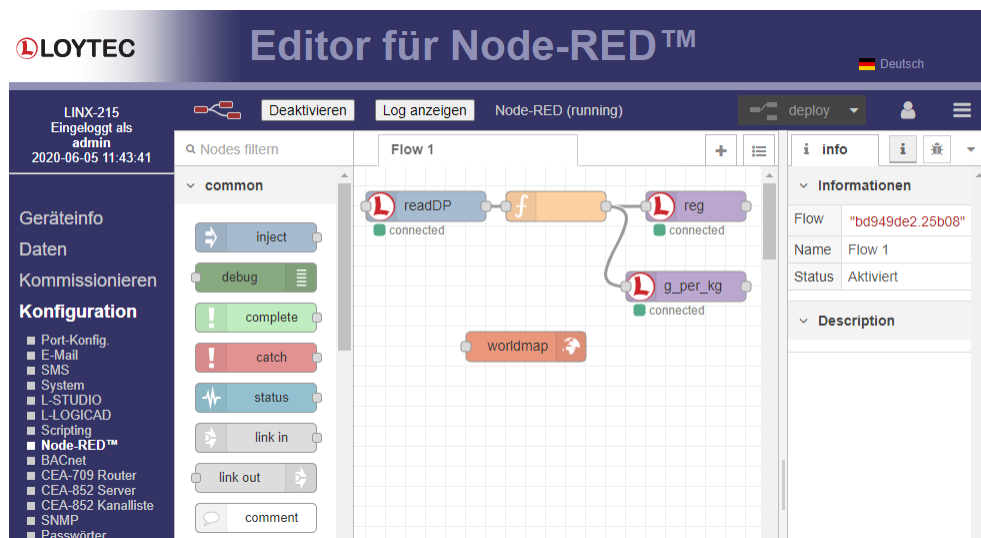 LOYTEC
Editor für Node-RED™
Deutsch
LINX-215
Eingeloggt als
admin
2020-06-05 11:43:41
Deaktivieren
Log anzeigen
Node-RED (running)
deploy
Geräteinfo
Daten
Kommissionieren
Konfiguration
Port-Konfig.
E-Mail
SMS
System
L-STUDIO
L-LOGICAD
Scripting
Node-RED™
BACnet
CEA-709 Router
CEA-852 Server
CEA-852 Kanalliste
SNMP
Passwörter
Nodes filtern
common
inject
debug
complete
catch
status
link in
link out
comment
Flow 1
readDP
connected
f
L
reg
connected
g_per_kg
connected
worldmap
i info
i
Informationen
Flow "bd949de2.25b08"
Name Flow 1
Status Aktiviert
Description